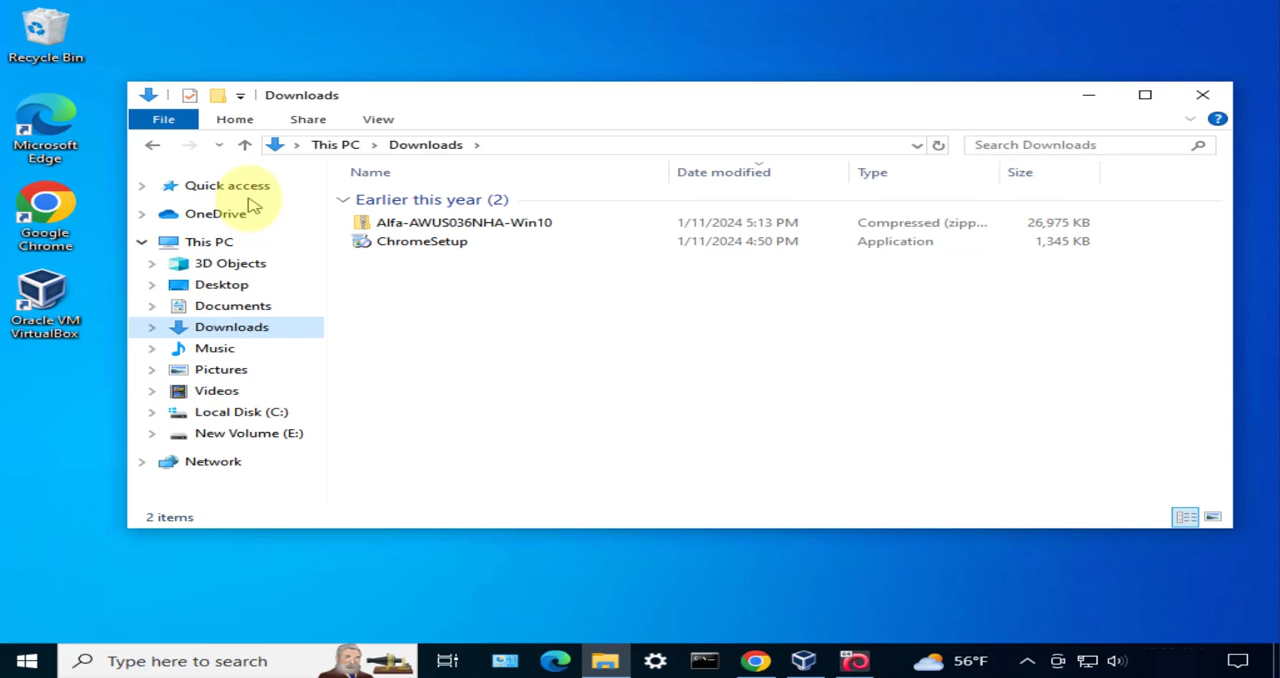 Recycle Bin
Microsoft
Edge
Google
Chrome
Oracle VM
VirtualBox
Downloads
File Home Share View
This PC Downloads
Search Downloads
Name Date modified Type Size
Quick access
OneDrive
This PC
3D Objects
Desktop
Documents
Downloads
Music
Pictures
Videos
Local Disk (C:)
New Volume (E:)
Network
Earlier this year (2)
Alfa-AWUS036NHA-Win10 1/11/2024 5:13 PM Compressed (zipp... 26,975 KB
ChromeSetup 1/11/2024 4:50 PM Application 1,345 KB
2 items
Type here to search
56°F